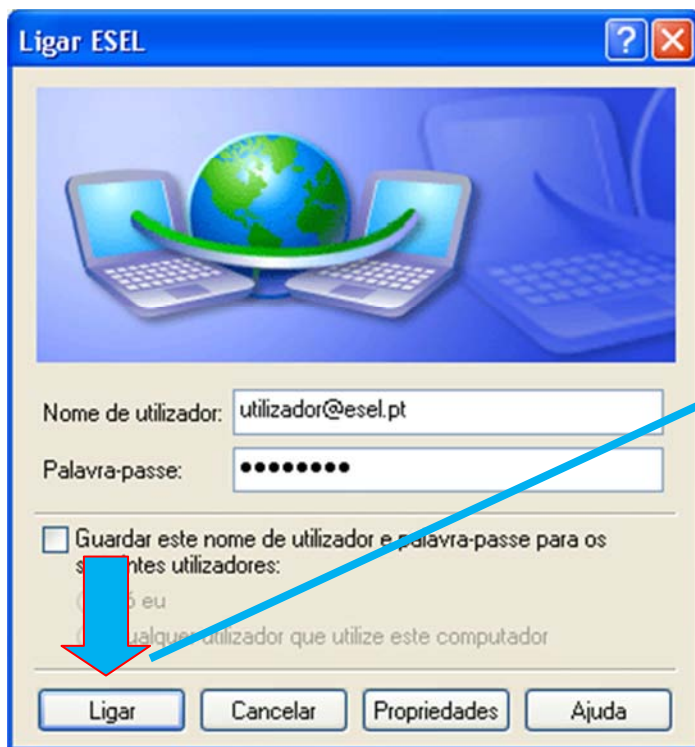 Ligar ESEL
Nome de utilizador: utilizador@esel.pt
Palavra-passe: ••••••••
Guardar este nome de utilizador e palavra-passe para os
utilizadores:
eu
utilizador que utilize este computador
Ligar Cancelar Propriedades Ajuda